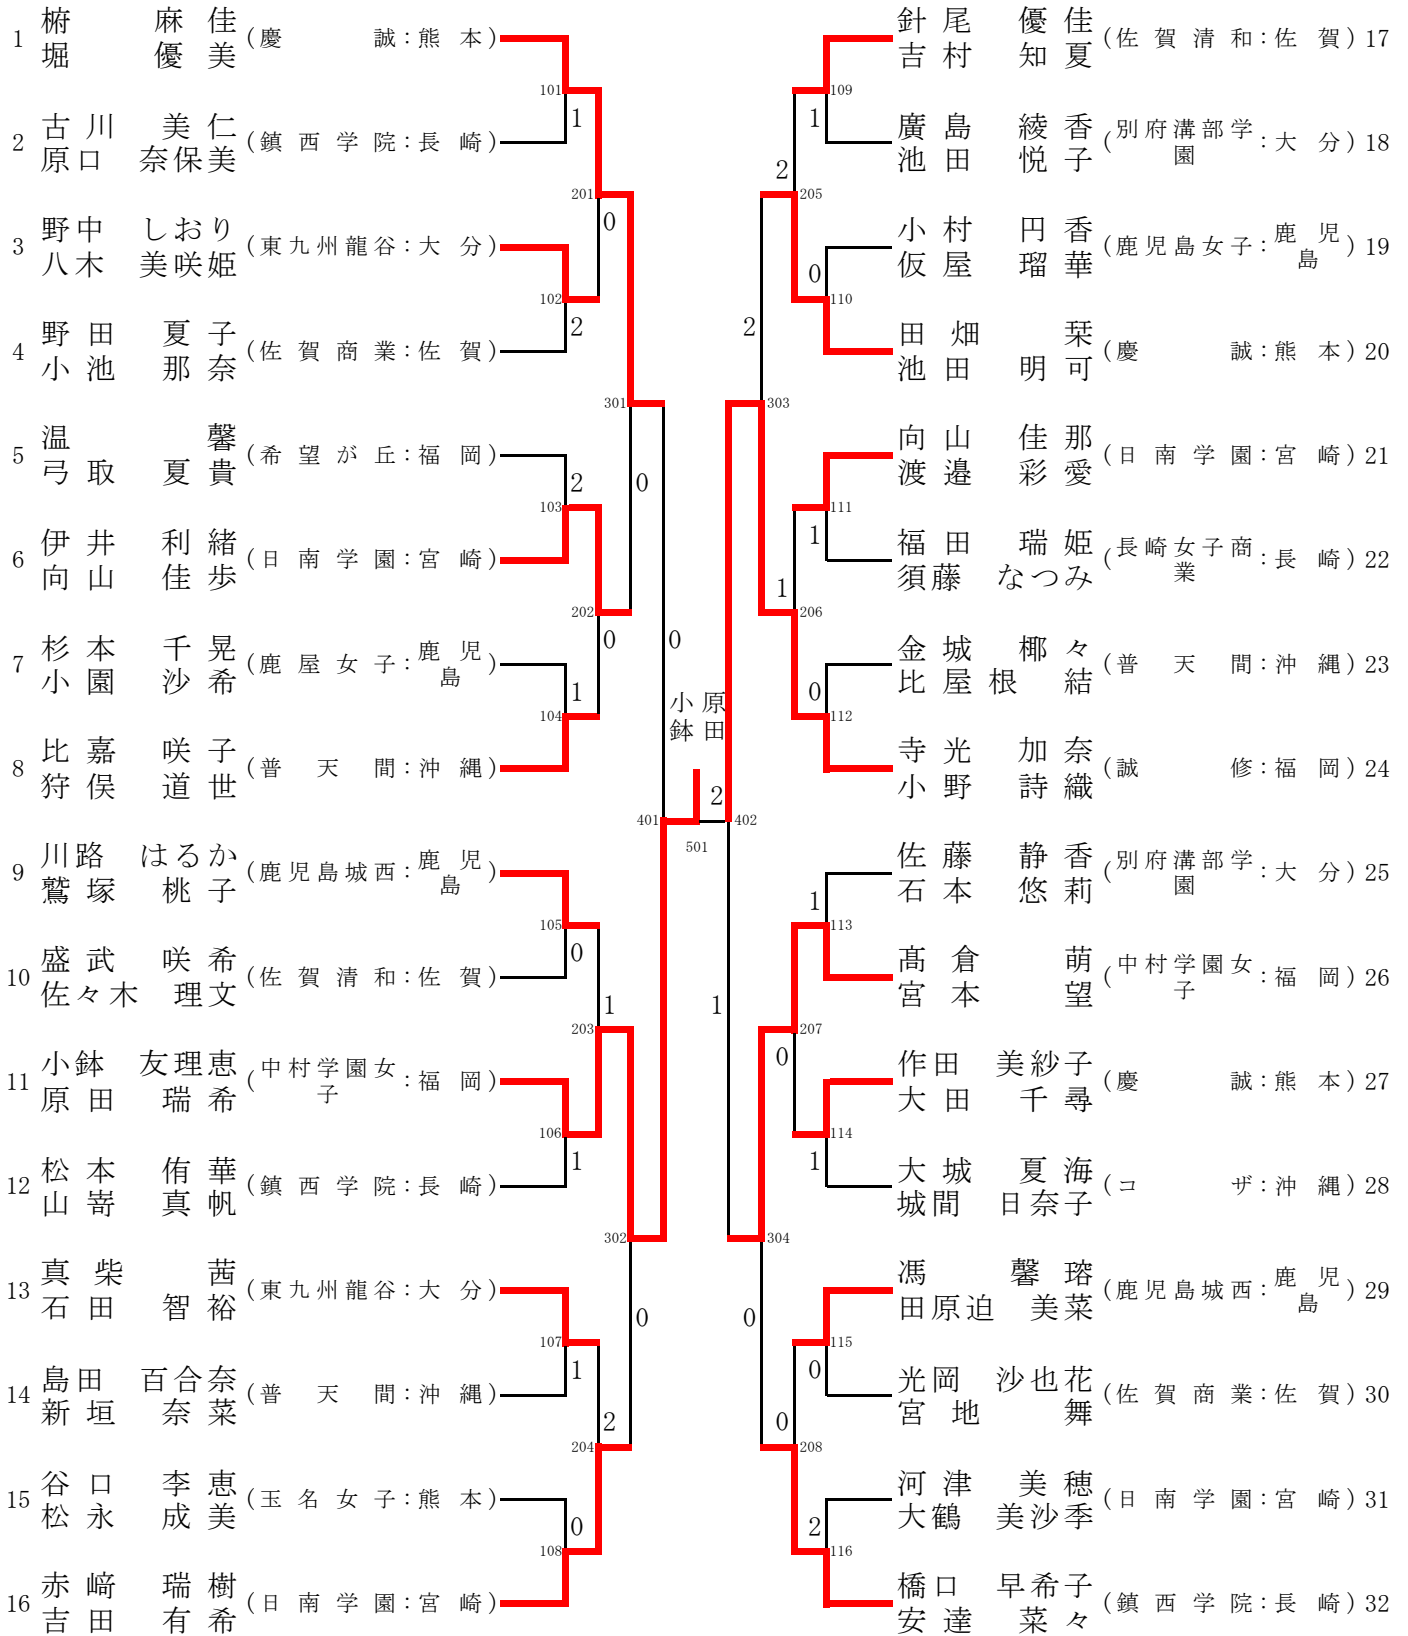 1 椨 麻佳 (慶 誠:熊本)
堀 優美
2 古川 美仁 (鎮西学院:長崎)
原口 奈保美
3 野中 しおり (東九州龍谷:大分)
八木 美咲姫
4 野田 夏子 (佐賀商業:佐賀)
小池 那奈
5 温 馨 (希望が丘:福岡)
弓取 夏貴
6 伊井 利緒 (日南学園:宮崎)
向山 佳歩
7 杉本 千晃 (鹿屋女子:鹿児島)
小園 沙希
8 比嘉 咲子 (普天間:沖縄)
狩俣 道世
9 川路 はるか (鹿児島城西:鹿児島)
鷲塚 桃子
10 盛武 咲希 (佐賀清和:佐賀)
佐々木 理文
11 小鉢 友理恵 (中村学園女子:福岡)
原田 瑞希
12 松本 侑華 (鎮西学院:長崎)
山嵜 真帆
13 真柴 茜 (東九州龍谷:大分)
石田 智裕
14 島田 百合奈 (普天間:沖縄)
新垣 奈菜
15 谷口 李恵 (玉名女子:熊本)
松永 成美
16 赤﨑 瑞樹 (日南学園:宮崎)
吉田 有希
101
1
102
2
103
2
104
1
105
0
106
1
107
1
108
0
201
0
202
0
203
1
204
2
301
0
302
0
401
0
小原
鉢田
2
501
402
1
303
2
304
0
205
2
206
1
207
0
208
0
109
1
110
0
111
1
112
0
113
1
114
1
115
0
116
2
針尾 優佳 (佐賀清和:佐賀) 17
吉村 知夏
廣島 綾香 (別府溝部学園:大分) 18
池田 悦子
小村 円香 (鹿児島女子:鹿児島) 19
仮屋 瑠華
田畑 栞 (慶 誠:熊本) 20
池田 明可
向山 佳那 (日南学園:宮崎) 21
渡邉 彩愛
福田 瑞姫 (長崎女子商業:長崎) 22
須藤 なつみ
金城 椰々 (普天間:沖縄) 23
比屋根 結
寺光 加奈 (誠 修:福岡) 24
小野 詩織
佐藤 静香 (別府溝部学園:大分) 25
石本 悠莉
髙倉 萌 (中村学園女子:福岡) 26
宮本 望
作田 美紗子 (慶 誠:熊本) 27
大田 千尋
大城 夏海 (コ ザ:沖縄) 28
城間 日奈子
馮 馨瑢 (鹿児島城西:鹿児島) 29
田原迫 美菜
光岡 沙也花 (佐賀商業:佐賀) 30
宮地 舞
河津 美穂 (日南学園:宮崎) 31
大鶴 美沙季
橋口 早希子 (鎮西学院:長崎) 32
安達 菜々